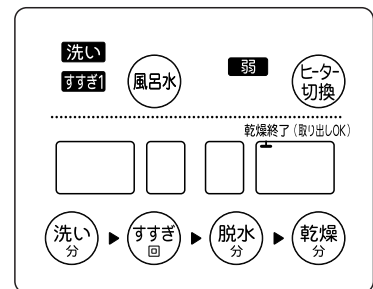 洗い
すすぎ1
風呂水
弱
ヒーター
切換
乾燥終了(取り出しOK)
洗い
分
▶
すすぎ
回
▶
脱水
分
▶
乾燥
分